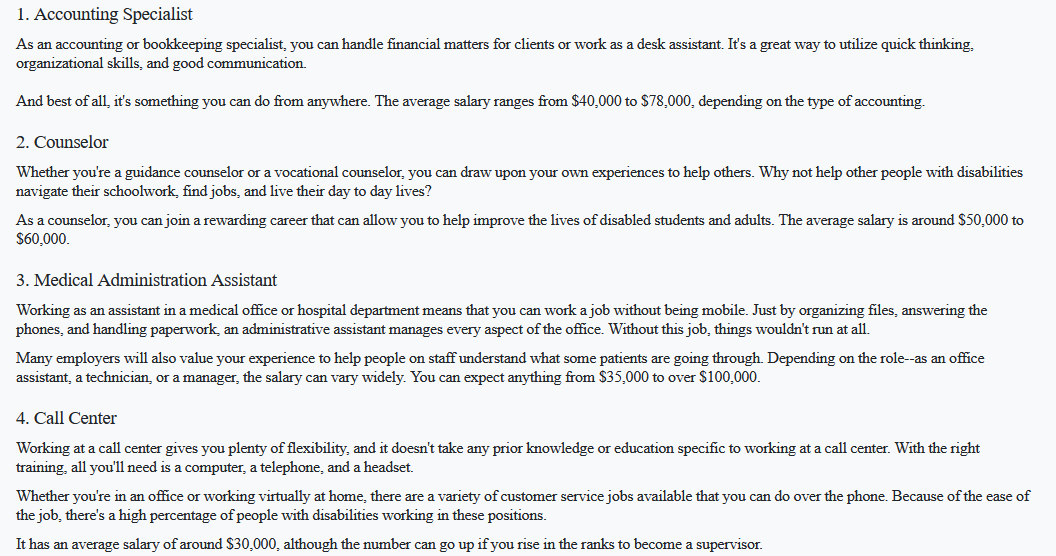 1. Accounting Specialist
As an accounting or bookkeeping specialist, you can handle financial matters for clients or work as a desk assistant. It's a great way to utilize quick thinking,
organizational skills, and good communication.
And best of all, it's something you can do from anywhere. The average salary ranges from $40,000 to $78,000, depending on the type of accounting.
2. Counselor
Whether you're a guidance counselor or a vocational counselor, you can draw upon your own experiences to help others. Why not help other people with disabilities
navigate their schoolwork, find jobs, and live their day to day lives?
As a counselor, you can join a rewarding career that can allow you to help improve the lives of disabled students and adults. The average salary is around $50,000 to
$60,000.
3. Medical Administration Assistant
Working as an assistant in a medical office or hospital department means that you can work a job without being mobile. Just by organizing files, answering the
phones, and handling paperwork, an administrative assistant manages every aspect of the office. Without this job, things wouldn't run at all.
Many employers will also value your experience to help people on staff understand what some patients are going through. Depending on the role--as an office
assistant, a technician, or a manager, the salary can vary widely. You can expect anything from $35,000 to over $100,000.
4. Call Center
Working at a call center gives you plenty of flexibility, and it doesn't take any prior knowledge or education specific to working at a call center. With the right
training, all you'll need is a computer, a telephone, and a headset.
Whether you're in an office or working virtually at home, there are a variety of customer service jobs available that you can do over the phone. Because of the ease of
the job, there's a high percentage of people with disabilities working in these positions.
It has an average salary of around $30,000, although the number can go up if you rise in the ranks to become a supervisor.